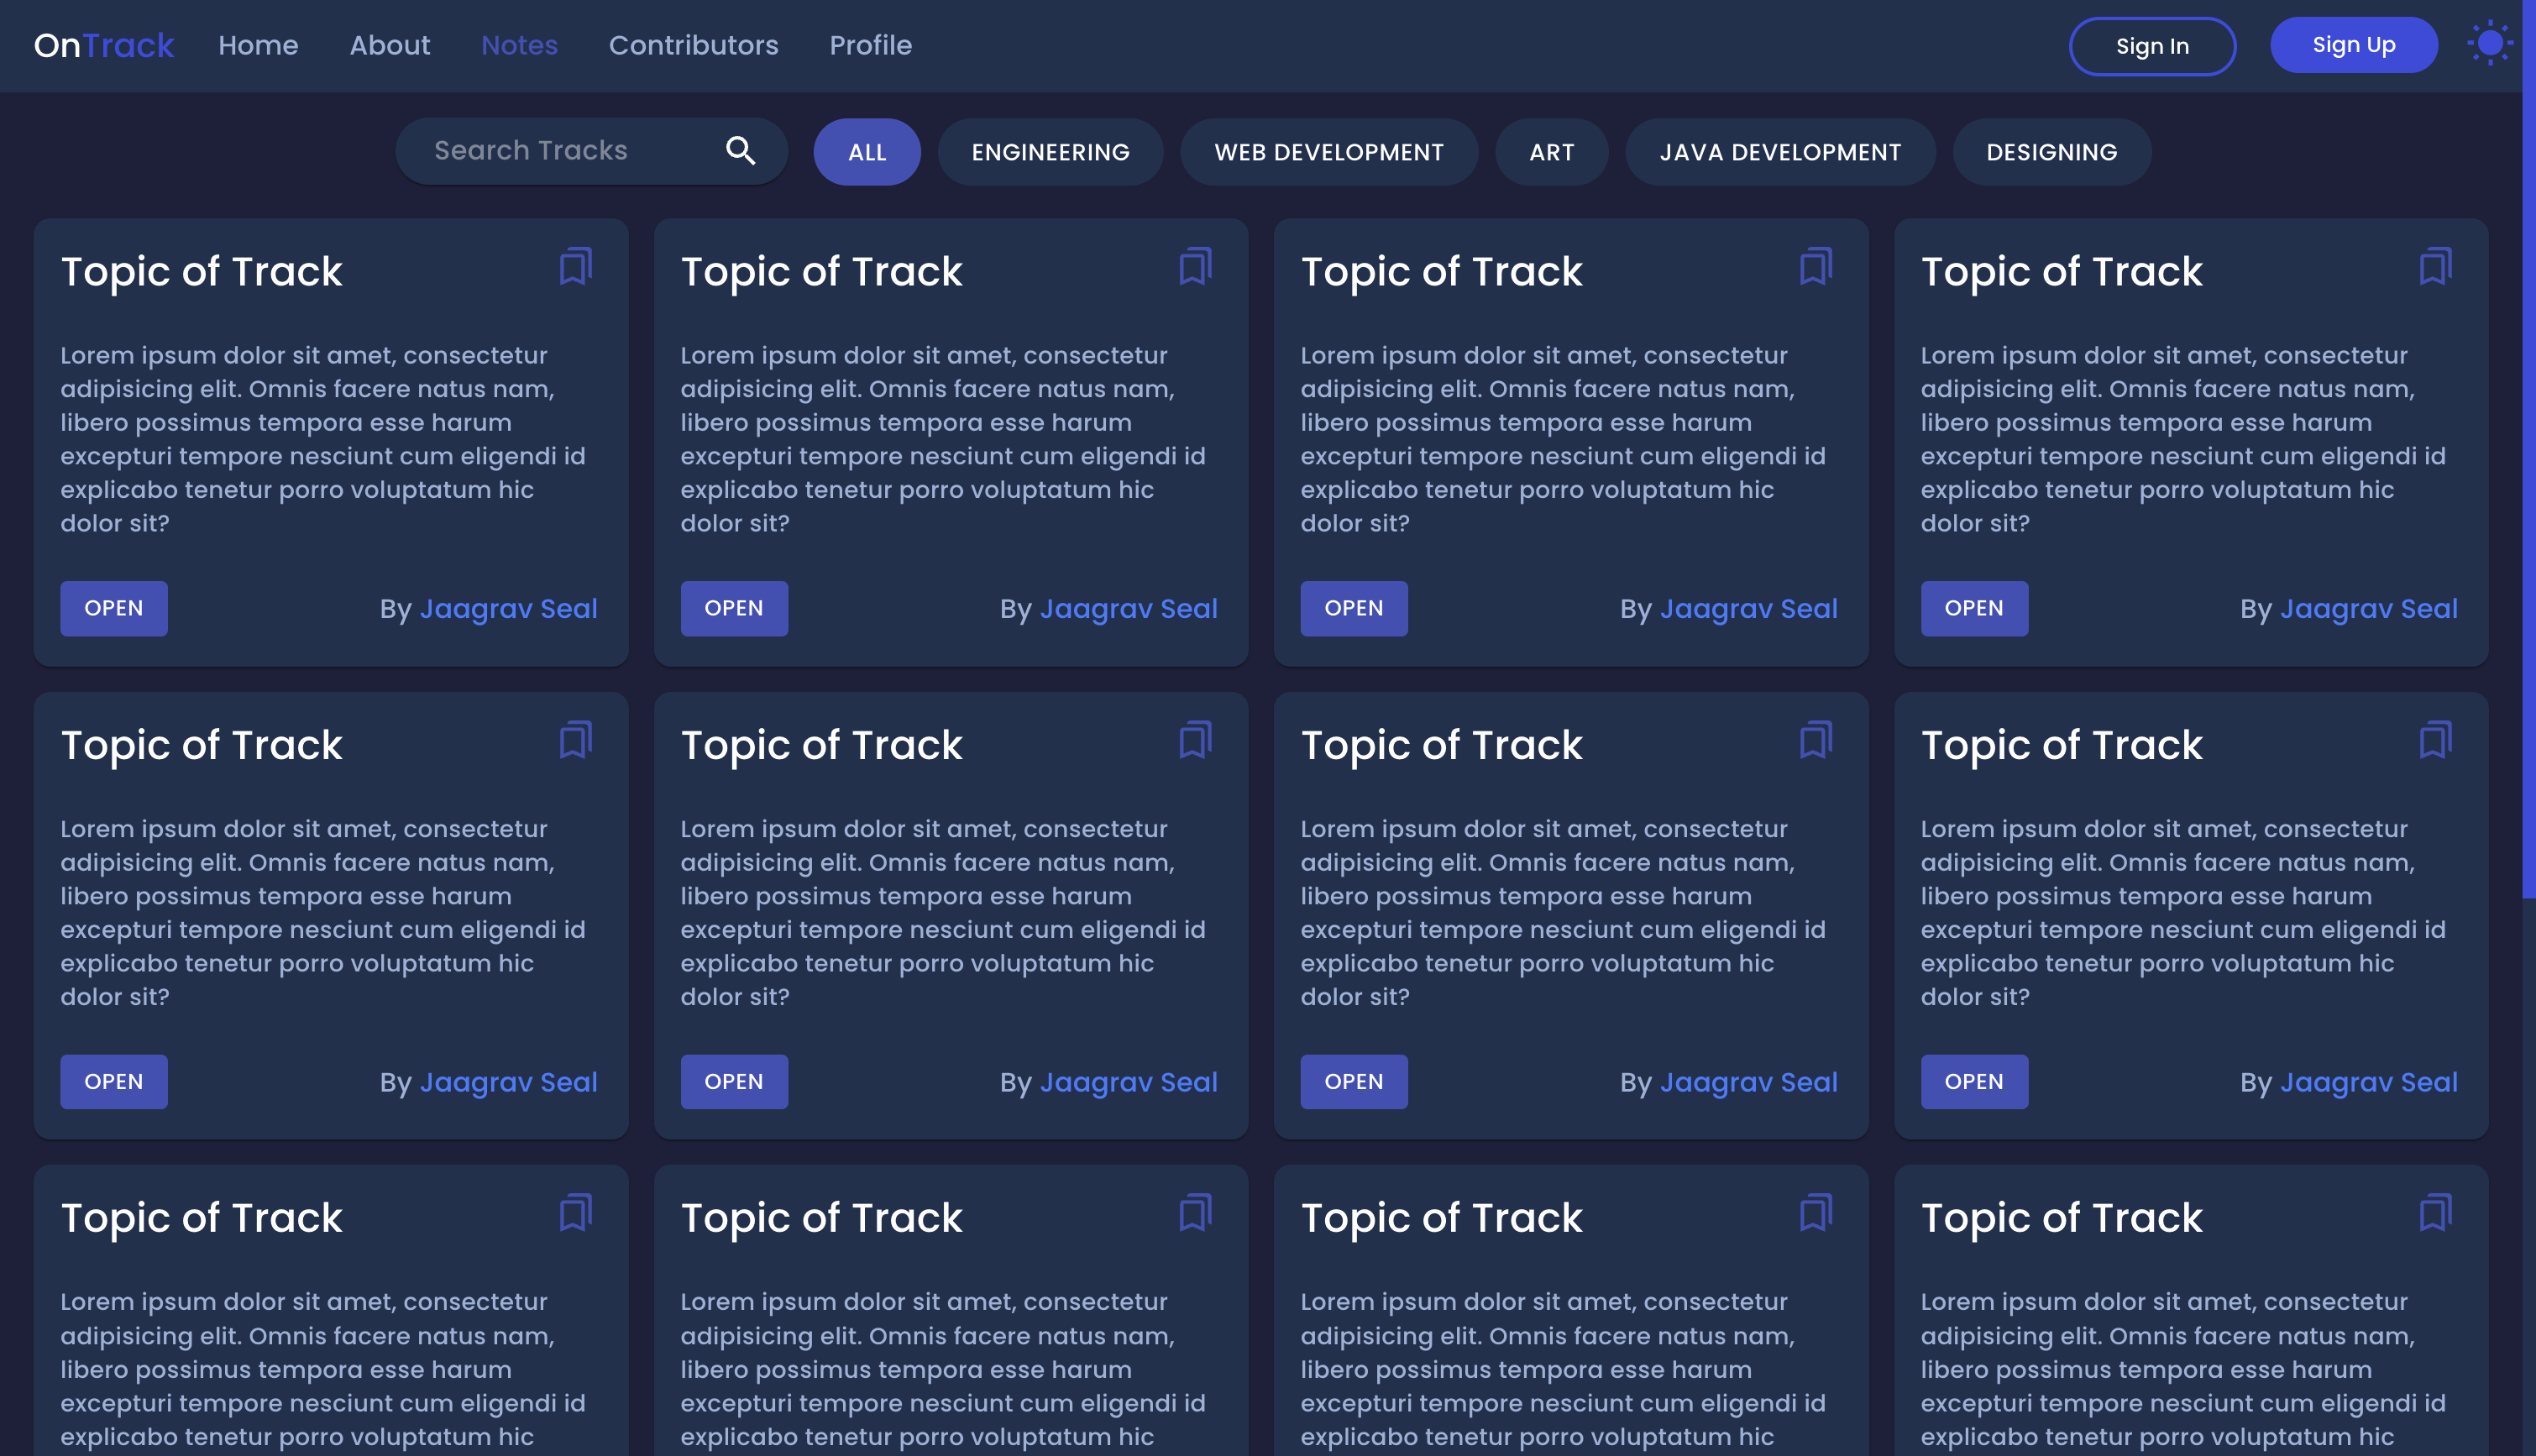 OnTrack Home About Notes Contributors Profile Sign In Sign Up
Search Tracks ALL ENGINEERING WEB DEVELOPMENT ART JAVA DEVELOPMENT DESIGNING
Topic of Track
Lorem ipsum dolor sit amet, consectetur
adipisicing elit. Omnis facere natus nam,
libero possimus tempora esse harum
excepturi tempore nesciunt cum eligendi id
explicabo tenetur porro voluptatum hic
dolor sit?
OPEN By Jaagrav Seal
Topic of Track
Lorem ipsum dolor sit amet, consectetur
adipisicing elit. Omnis facere natus nam,
libero possimus tempora esse harum
excepturi tempore nesciunt cum eligendi id
explicabo tenetur porro voluptatum hic
dolor sit?
OPEN By Jaagrav Seal
Topic of Track
Lorem ipsum dolor sit amet, consectetur
adipisicing elit. Omnis facere natus nam,
libero possimus tempora esse harum
excepturi tempore nesciunt cum eligendi id
explicabo tenetur porro voluptatum hic
dolor sit?
OPEN By Jaagrav Seal
Topic of Track
Lorem ipsum dolor sit amet, consectetur
adipisicing elit. Omnis facere natus nam,
libero possimus tempora esse harum
excepturi tempore nesciunt cum eligendi id
explicabo tenetur porro voluptatum hic
dolor sit?
OPEN By Jaagrav Seal
Topic of Track
Lorem ipsum dolor sit amet, consectetur
adipisicing elit. Omnis facere natus nam,
libero possimus tempora esse harum
excepturi tempore nesciunt cum eligendi id
explicabo tenetur porro voluptatum hic
dolor sit?
OPEN By Jaagrav Seal
Topic of Track
Lorem ipsum dolor sit amet, consectetur
adipisicing elit. Omnis facere natus nam,
libero possimus tempora esse harum
excepturi tempore nesciunt cum eligendi id
explicabo tenetur porro voluptatum hic
dolor sit?
OPEN By Jaagrav Seal
Topic of Track
Lorem ipsum dolor sit amet, consectetur
adipisicing elit. Omnis facere natus nam,
libero possimus tempora esse harum
excepturi tempore nesciunt cum eligendi id
explicabo tenetur porro voluptatum hic
dolor sit?
OPEN By Jaagrav Seal
Topic of Track
Lorem ipsum dolor sit amet, consectetur
adipisicing elit. Omnis facere natus nam,
libero possimus tempora esse harum
excepturi tempore nesciunt cum eligendi id
explicabo tenetur porro voluptatum hic
dolor sit?
OPEN By Jaagrav Seal
Topic of Track
Lorem ipsum dolor sit amet, consectetur
adipisicing elit. Omnis facere natus nam,
libero possimus tempora esse harum
excepturi tempore nesciunt cum eligendi id
explicabo tenetur porro voluptatum hic
Topic of Track
Lorem ipsum dolor sit amet, consectetur
adipisicing elit. Omnis facere natus nam,
libero possimus tempora esse harum
excepturi tempore nesciunt cum eligendi id
explicabo tenetur porro voluptatum hic
Topic of Track
Lorem ipsum dolor sit amet, consectetur
adipisicing elit. Omnis facere natus nam,
libero possimus tempora esse harum
excepturi tempore nesciunt cum eligendi id
explicabo tenetur porro voluptatum hic
Topic of Track
Lorem ipsum dolor sit amet, consectetur
adipisicing elit. Omnis facere natus nam,
libero possimus tempora esse harum
excepturi tempore nesciunt cum eligendi id
explicabo tenetur porro voluptatum hic